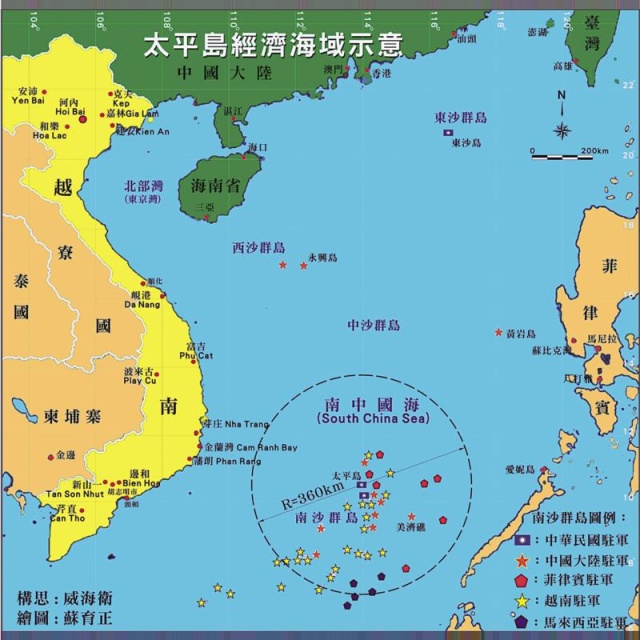 太平島經濟海域示意
104
106
108
110
112
114
116
118
120
臺灣
澎湖
高雄
汕頭
中國大陸
澳門
香港
安沛
Yen Bai
克夫
Kep
河內
Hoi Bai
嘉林Gia Lam
和樂
Hoa Lac
建安Kien An
湛江
海口
海南省
三亞
北部灣
(東京灣)
東沙群島
東沙島
N
0 200km
22
20
18
越
寮
國
泰
國
西沙群島
永興島
順化
峴港
Da Nang
中沙群島
黃岩島
菲
律
賓
馬尼拉
蘇比克灣
富吉
Phu Cat
波來古
Play Cu
南
柬埔寨
金邊
芽庄 Nha Trang
金蘭灣 Cam Ranh Bay
潘朗 Phan Rang
新山
Tan Son Nhut
邊和
Bien Hoa
胡志明市
頭頓
芹直
Can Tho
南中國海
(South China Sea)
太平島
R=360km
南沙群島
美濟礁
愛妮島
12
10
南沙群島圖例：
：中華民國駐軍
：中國大陸駐軍
：菲律賓駐軍
：越南駐軍
：馬來西亞駐軍
構思：威海衛
繪圖：蘇育正